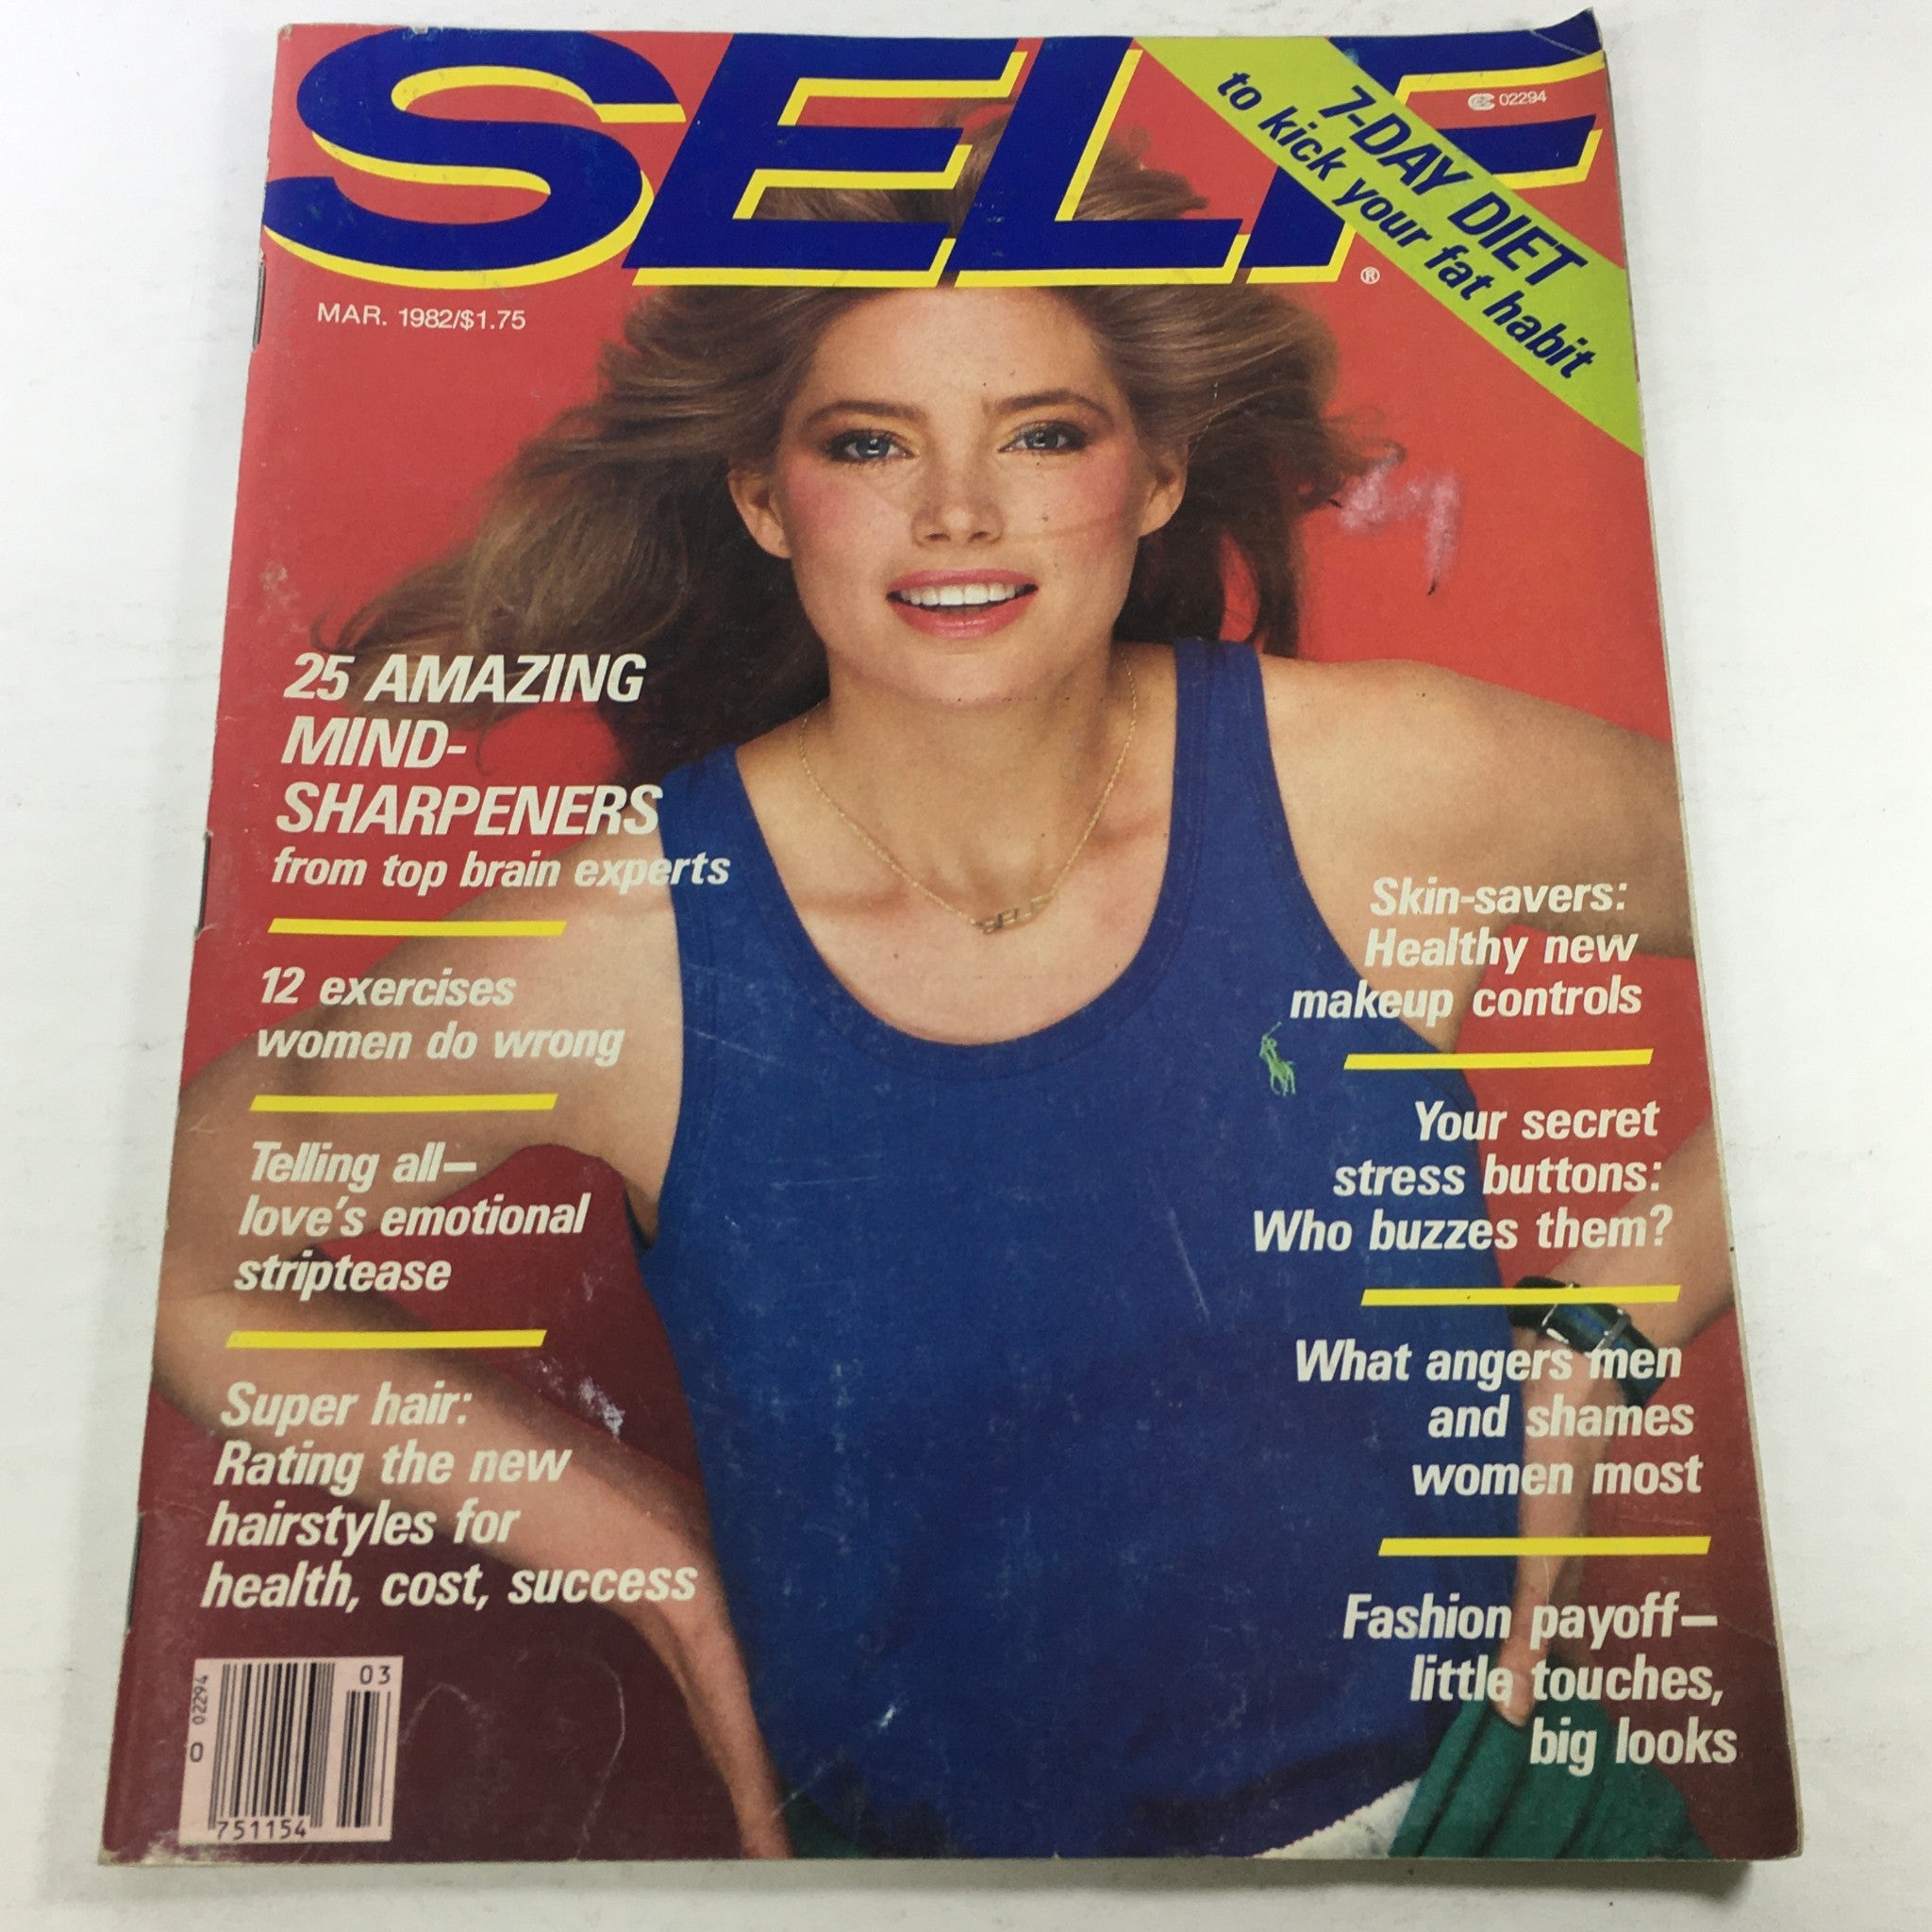 SELF
02294
7-DAY DIET
to kick your fat habit
®
MAR. 1982/$1.75
25 AMAZING
MIND-
SHARPENERS
from top brain experts
12 exercises
women do wrong
Telling all—
love's emotional
striptease
Super hair:
Rating the new
hairstyles for
health, cost, success
SELF
Skin-savers:
Healthy new
makeup controls
Your secret
stress buttons:
Who buzzes them?
What angers men
and shames
women most
Fashion payoff—
little touches,
big looks
03
0 02294
751154